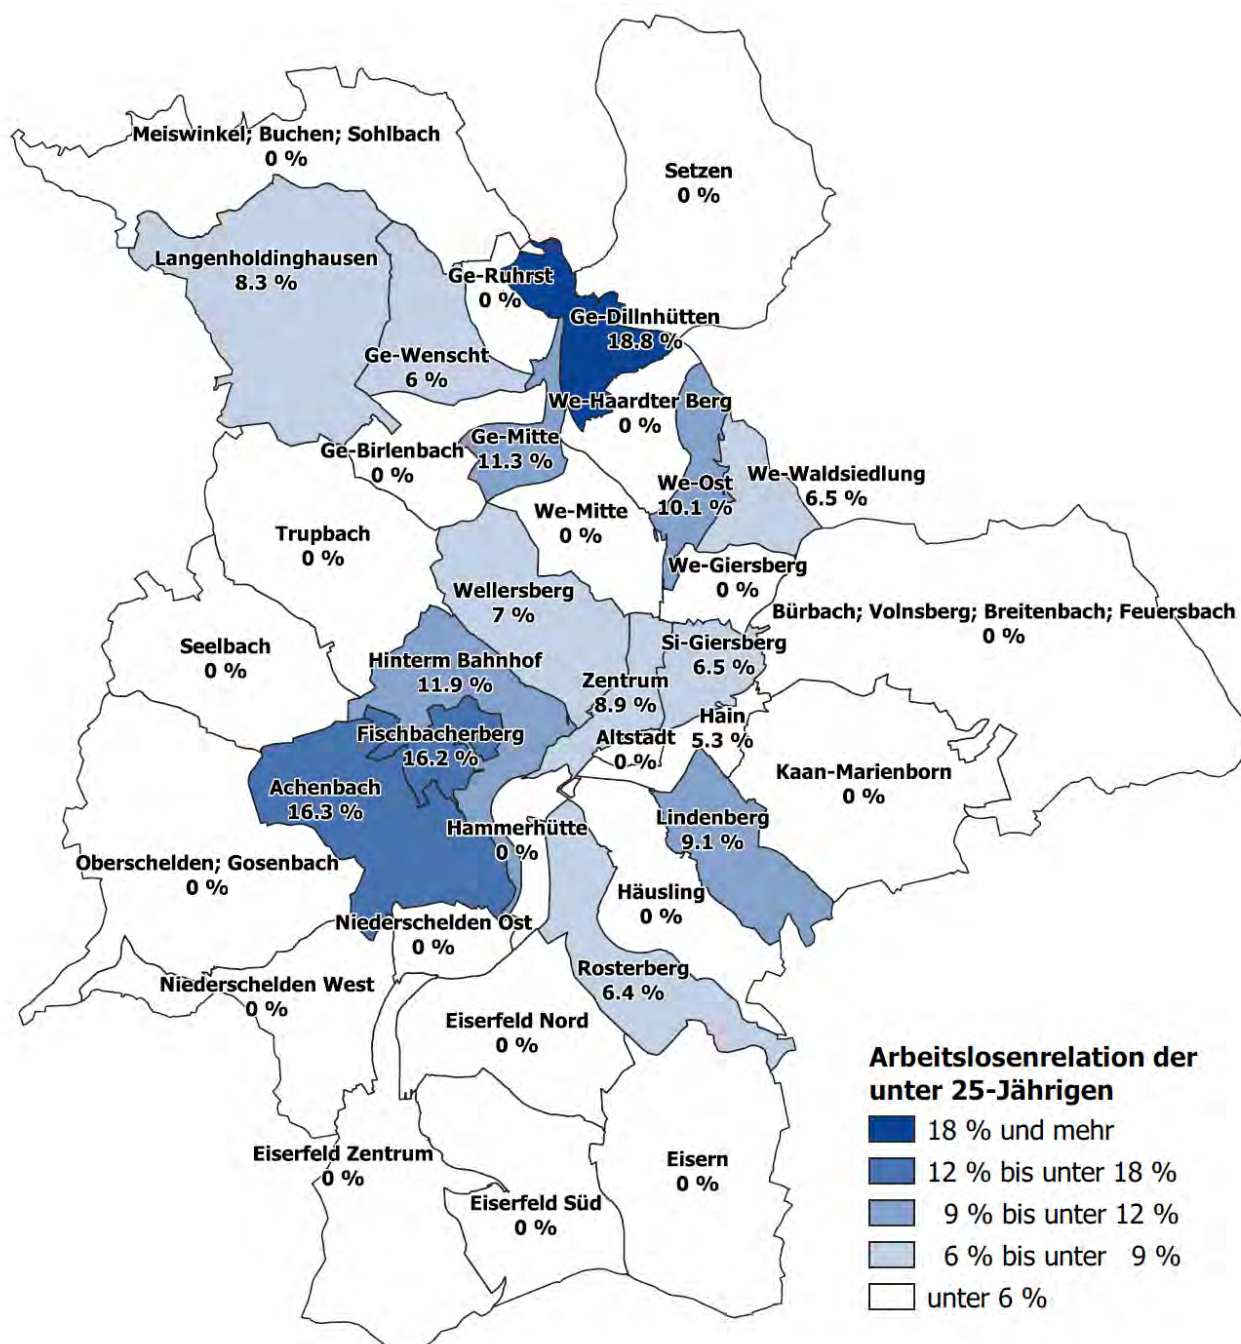 Meiswinkel; Buchen; Sohlbach
0 %
Setzen
0 %
Langenholdinghausen
8.3 %
Ge-Ruhrst
0 %
Ge-Dillnhütten
18.8 %
Ge-Wenscht
6 %
We-Haardter Berg
0 %
Ge-Mitte
11.3 %
Ge-Birlenbach
0 %
We-Ost
10.1 %
We-Waldsiedlung
6.5 %
We-Mitte
0 %
Trupbach
0 %
We-Giersberg
0 %
Wellersberg
7 %
Bürbach; Volnsberg; Breitenbach; Feuersbach
0 %
Seelbach
0 %
Si-Giersberg
6.5 %
Hinterm Bahnhof
11.9 %
Zentrum
8.9 %
Hain
5.3 %
Fischbacherberg
16.2 %
Altstadt
0 %
Kaan-Marienborn
0 %
Achenbach
16.3 %
Lindenberg
9.1 %
Hammerhütte
0 %
Oberschelden; Gosenbach
0 %
Häusling
0 %
Niederschelden Ost
0 %
Rosterberg
6.4 %
Niederschelden West
0 %
Eiserfeld Nord
0 %
Eiserfeld Zentrum
0 %
Eisern
0 %
Eiserfeld Süd
0 %
Arbeitslosenrelation der
unter 25-Jährigen
18 % und mehr
12 % bis unter 18 %
9 % bis unter 12 %
6 % bis unter 9 %
unter 6 %